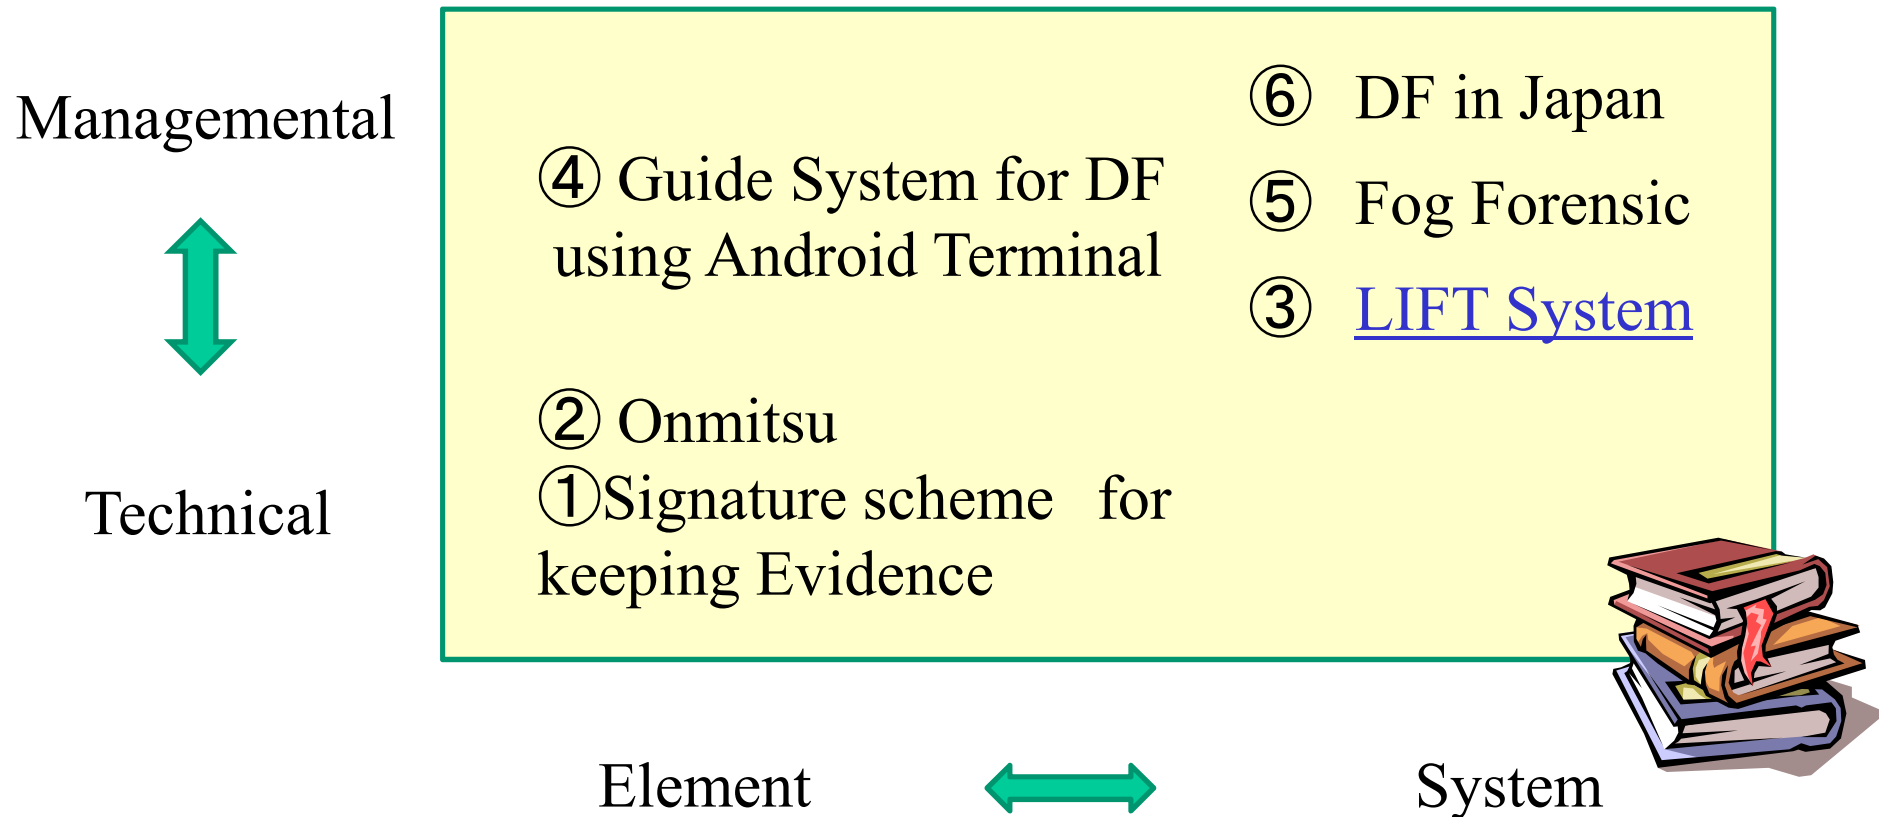 Managemental
Technical
④ Guide System for DF
using Android Terminal
② Onmitsu
①Signature scheme for
keeping Evidence
⑥ DF in Japan
⑤ Fog Forensic
③ LIFT System
Element
System